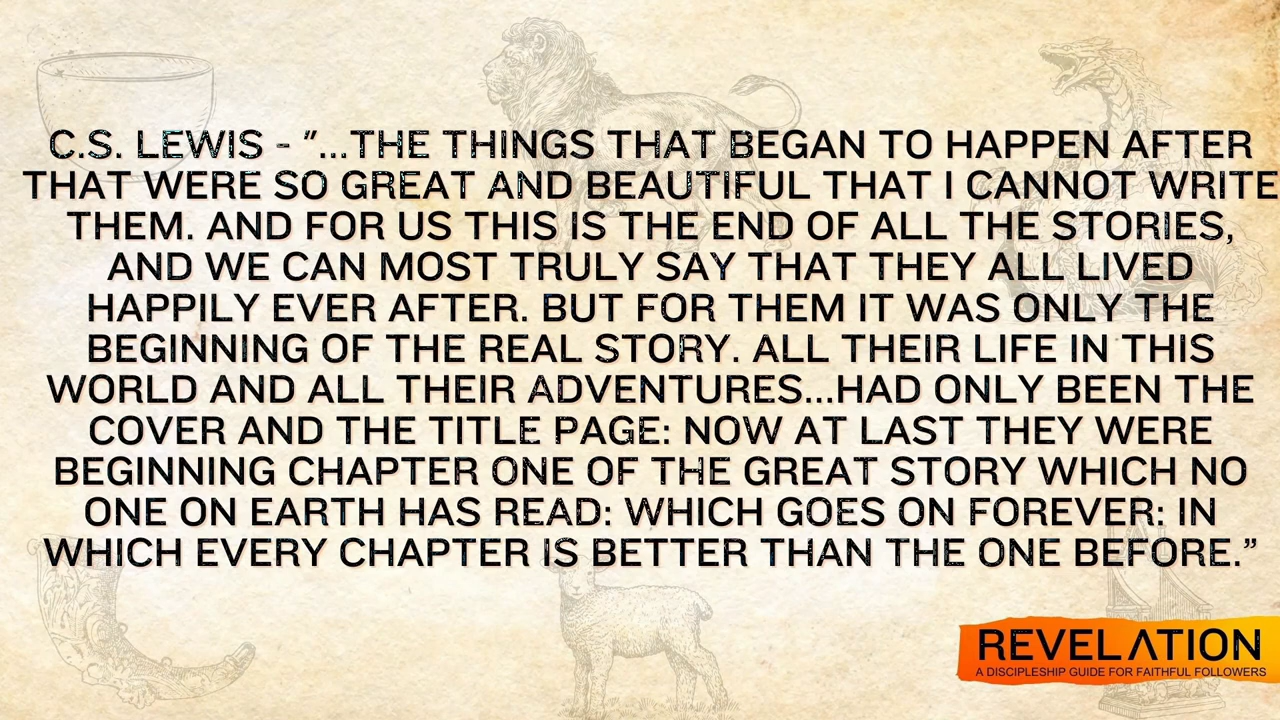 C.S. LEWIS - "...THE THINGS THAT BEGAN TO HAPPEN AFTER
THAT WERE SO GREAT AND BEAUTIFUL THAT I CANNOT WRITE
THEM. AND FOR US THIS IS THE END OF ALL THE STORIES,
AND WE CAN MOST TRULY SAY THAT THEY ALL LIVED
HAPPILY EVER AFTER. BUT FOR THEM IT WAS ONLY THE
BEGINNING OF THE REAL STORY. ALL THEIR LIFE IN THIS
WORLD AND ALL THEIR ADVENTURES...HAD ONLY BEEN THE
COVER AND THE TITLE PAGE: NOW AT LAST THEY WERE
BEGINNING CHAPTER ONE OF THE GREAT STORY WHICH NO
ONE ON EARTH HAS READ: WHICH GOES ON FOREVER: IN
WHICH EVERY CHAPTER IS BETTER THAN THE ONE BEFORE."
REVELATION
A DISCIPLESHIP GUIDE FOR FAITHFUL FOLLOWERS